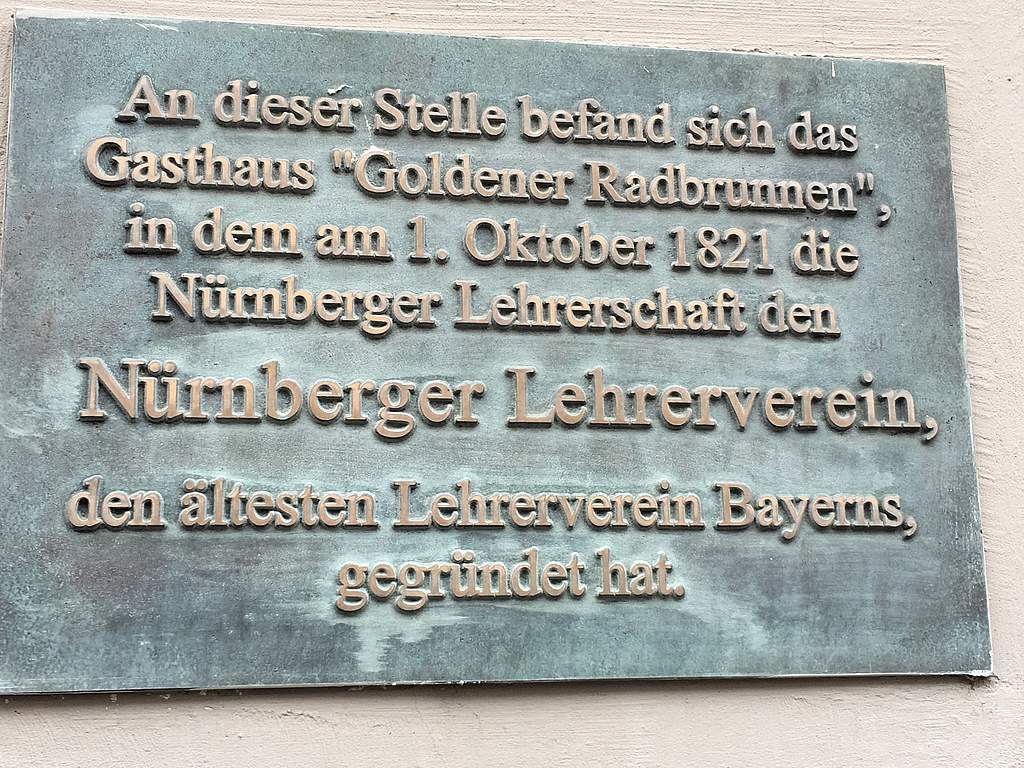 An dieser Stelle befand sich das
Gasthaus "Goldener Radbrunnen",
in dem am 1. Oktober 1821 die
Nürnberger Lehrerschaft den
Nürnberger Lehrerverein,
den ältesten Lehrerverein Bayerns,
gegründet hat.